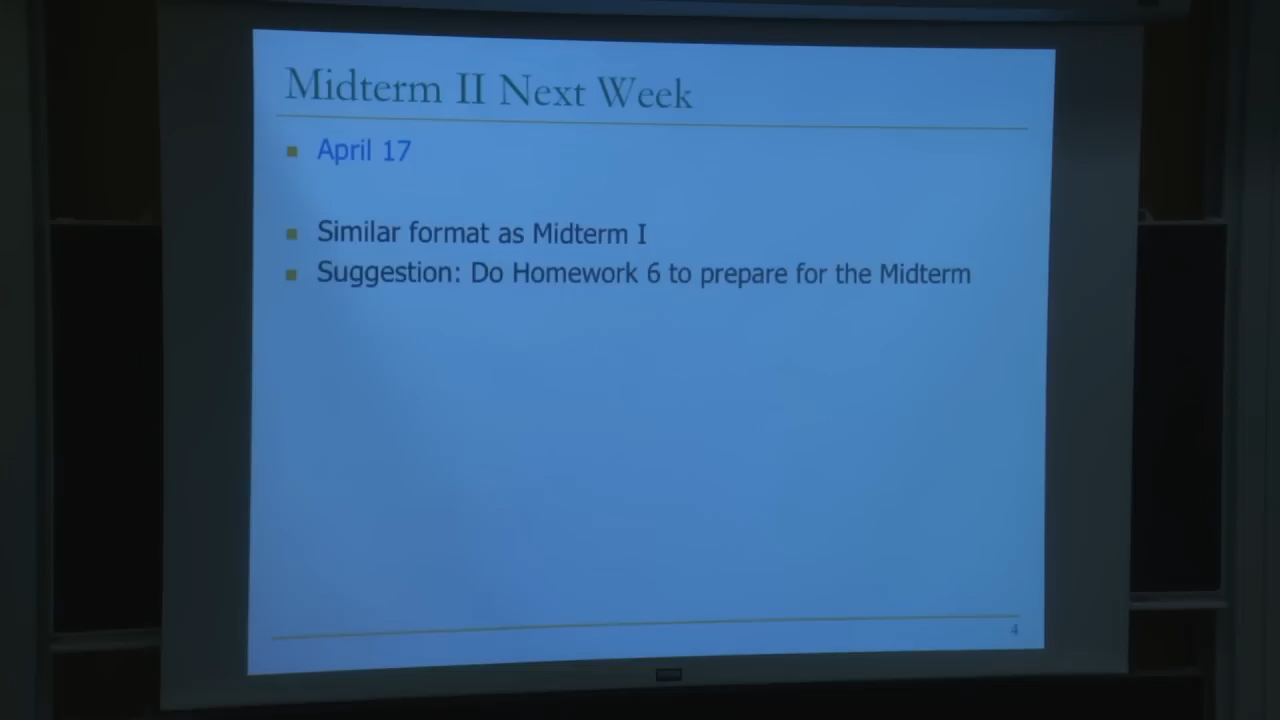 Midterm II Next Week
April 17
Similar format as Midterm I
Suggestion: Do Homework 6 to prepare for the Midterm
4